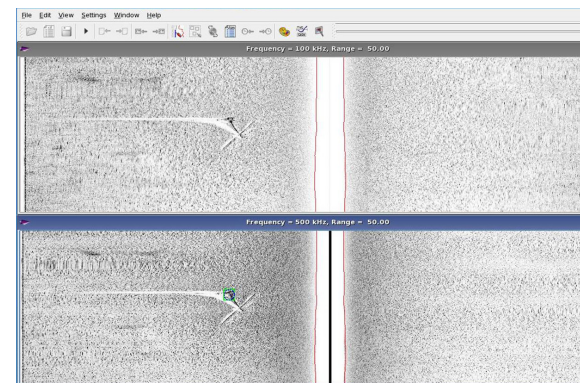 File Edit View Settings Window Help
Frequency = 100 kHz, Range = 50.00
Frequency = 500 kHz, Range = 50.00